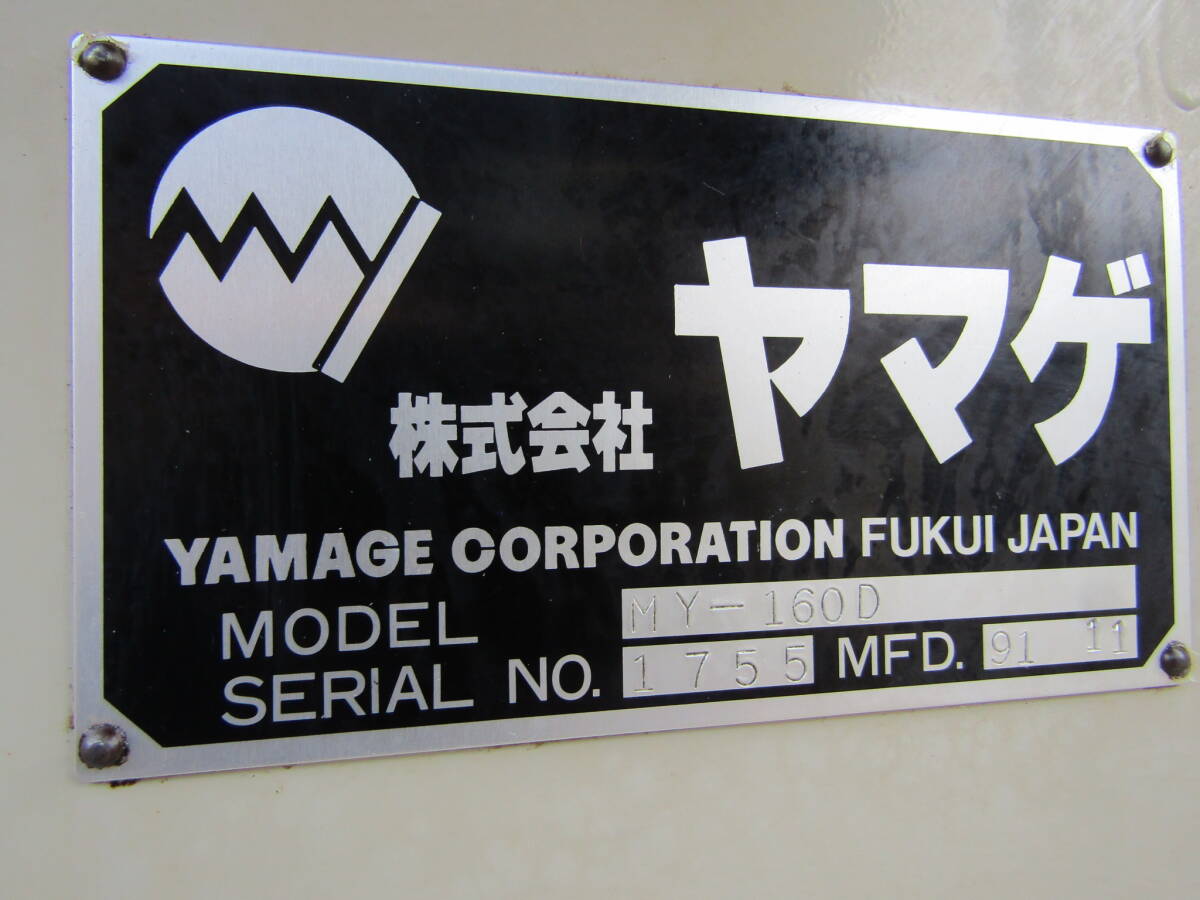 株式会社 ヤマゲ
YAMAGE CORPORATION FUKUI JAPAN
MODEL MY-160D
SERIAL NO. 1755 MFD. 91 11